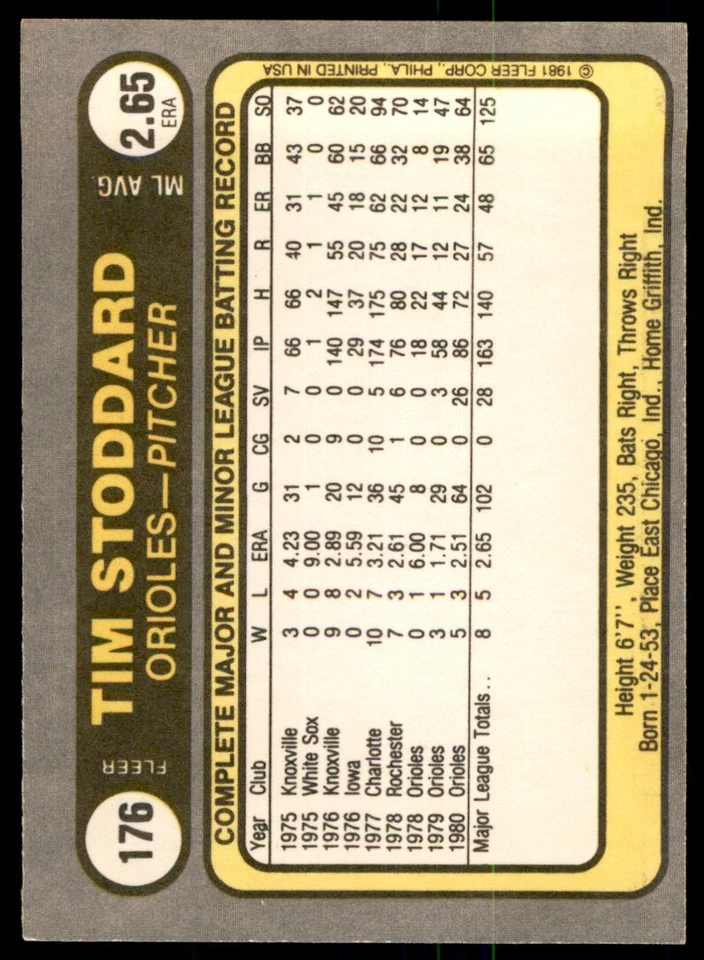 176
FLEER
TIM STODDARD
ORIOLES—PITCHER
ML AVG.
2.65
ERA
COMPLETE MAJOR AND MINOR LEAGUE BATTING RECORD
Year Club W L ERA G CG SV IP H R ER BB SO
1975 Knoxville 3 4 4.23 31 2 7 66 66 40 31 43 37
1975 White Sox 0 0 9.00 1 0 0 1 2 1 1 0 0
1976 Knoxville 9 8 2.89 20 9 0 140 147 55 45 60 62
1976 Iowa 0 2 5.59 12 0 0 29 37 20 18 15 20
1977 Charlotte 10 7 3.21 36 10 5 174 175 75 62 66 94
1978 Rochester 7 3 2.61 45 1 6 76 80 28 22 32 70
1978 Orioles 0 1 6.00 8 0 0 18 22 17 12 8 14
1979 Orioles 3 1 1.71 29 0 3 58 44 12 11 19 47
1980 Orioles 5 3 2.51 64 0 26 86 72 27 24 38 64
Major League Totals.. 8 5 2.65 102 0 28 163 140 57 48 65 125
Height 6'7'', Weight 235, Bats Right, Throws Right
Born 1-24-53, Place East Chicago, Ind., Home Griffith, Ind.
© 1981 FLEER CORP., PHILA., PRINTED IN USA